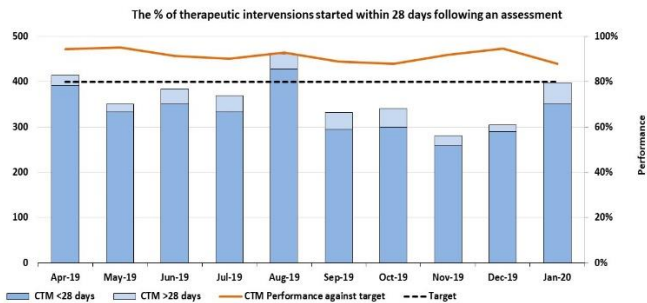 The % of therapeutic intervensions started within 28 days following an assessment
500 100%
400 80%
300 60%
200 40%
100 20%
0 0%
Performance
Apr-19 May-19 Jun-19 Jul-19 Aug-19 Sep-19 Oct-19 Nov-19 Dec-19 Jan-20
CTM <28 days CTM >28 days CTM Performance against target Target